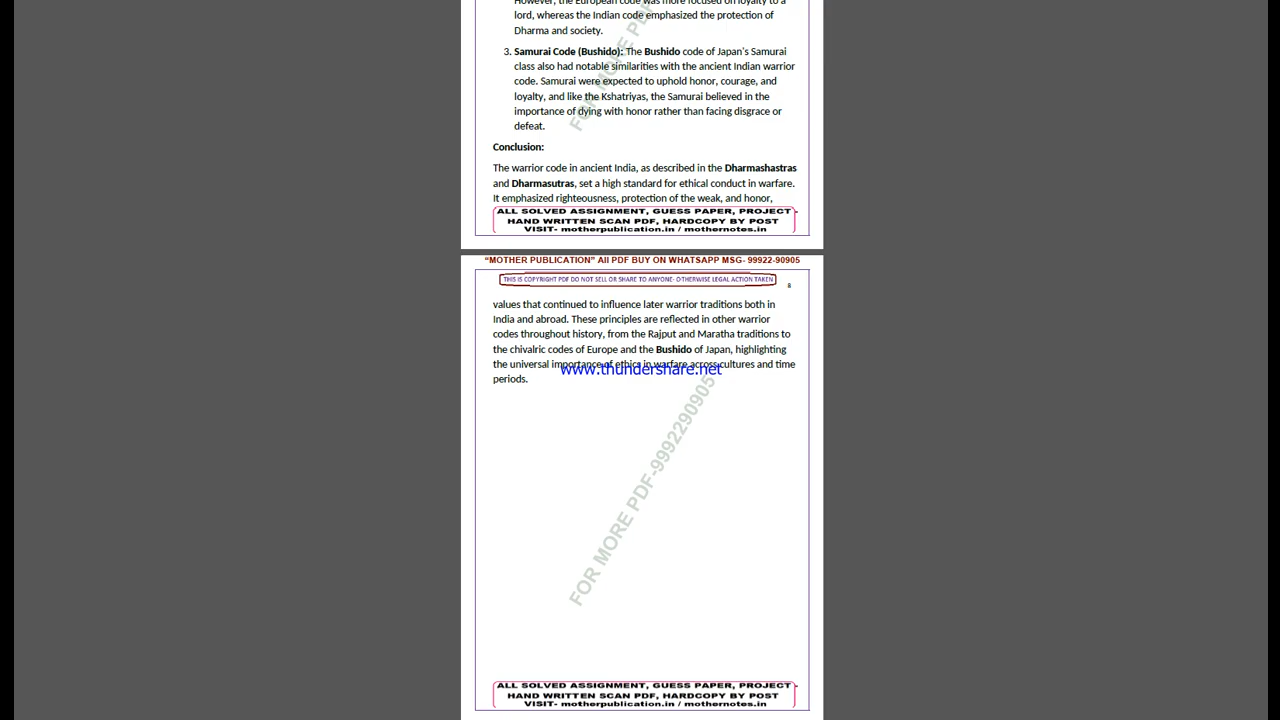 However, the European code was more focused on loyalty to a
lord, whereas the Indian code emphasized the protection of
Dharma and society.
3. Samurai Code (Bushido): The Bushido code of Japan's Samurai
class also had notable similarities with the ancient Indian warrior
code. Samurai were expected to uphold honor, courage, and
loyalty, and like the Kshatriyas, the Samurai believed in the
importance of dying with honor rather than facing disgrace or
defeat.
FOR MORE PDF
Conclusion:
The warrior code in ancient India, as described in the Dharmashastras
and Dharmasutras, set a high standard for ethical conduct in warfare.
It emphasized righteousness, protection of the weak, and honor,
ALL SOLVED ASSIGNMENT, GUESS PAPER, PROJECT -
HAND WRITTEN SCAN PDF, HARDCOPY BY POST
VISIT- motherpublication.in / mothernotes.in
“MOTHER PUBLICATION” All PDF BUY ON WHATSAPP MSG- 99922-90905
THIS IS COPYRIGHT PDF DO NOT SELL OR SHARE TO ANYONE- OTHERWISE LEGAL ACTION TAKEN
8
values that continued to influence later warrior traditions both in
India and abroad. These principles are reflected in other warrior
codes throughout history, from the Rajput and Maratha traditions to
the chivalric codes of Europe and the Bushido of Japan, highlighting
the universal importance of ethics in warfare across cultures and time
periods.
www.thundershare.net
FOR MORE PDF-9992290905
ALL SOLVED ASSIGNMENT, GUESS PAPER, PROJECT -
HAND WRITTEN SCAN PDF, HARDCOPY BY POST
VISIT- motherpublication.in / mothernotes.in